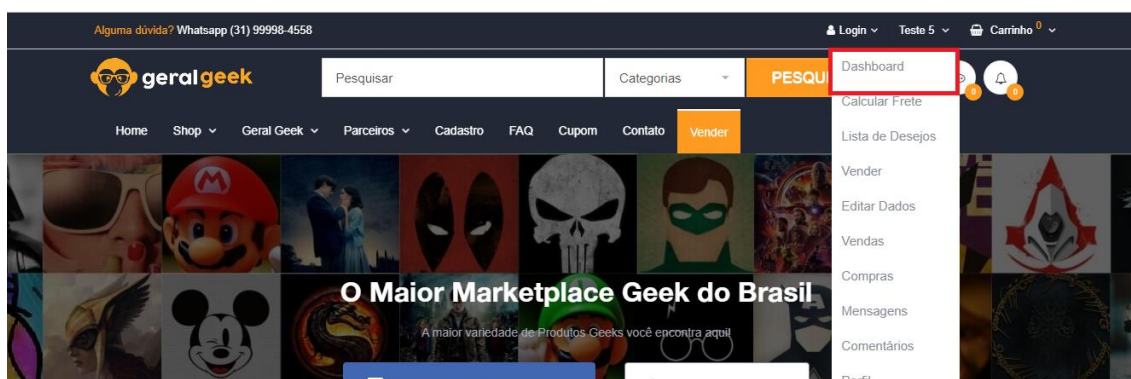 Alguma dúvida? Whatsapp (31) 99998-4558
Login Teste 5 Carrinho 0
geralgeek
Pesquisar
Categorias
0
0
Home Shop Geral Geek Parceiros Cadastro FAQ Cupom Contato Vender
Dashboard
Calcular Frete
Lista de Desejos
Vender
Editar Dados
Vendas
Compras
Mensagens
Comentários
O Maior Marketplace Geek do Brasil
A maior variedade de Produtos Geeks você encontra aqui!